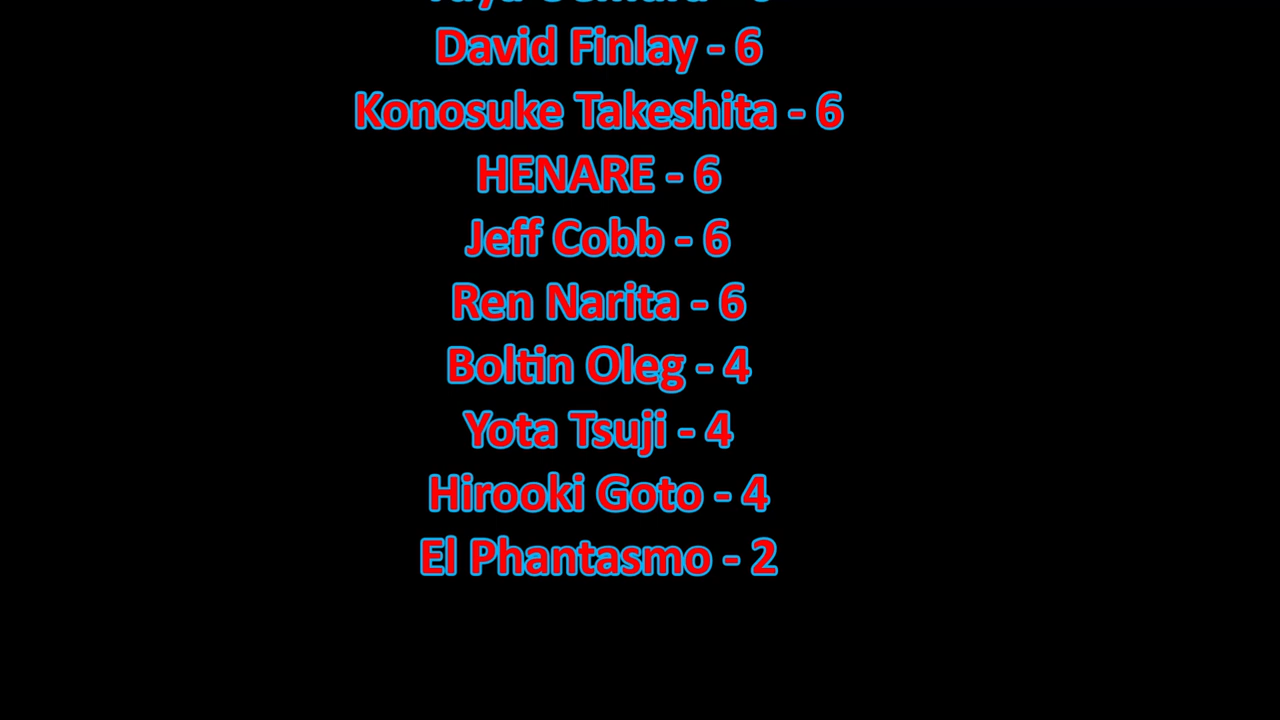 David Finlay - 6
Konosuke Takeshita - 6
HENARE - 6
Jeff Cobb - 6
Ren Narita - 6
Boltin Oleg - 4
Yota Tsuji - 4
Hirooki Goto - 4
El Phantasmo - 2